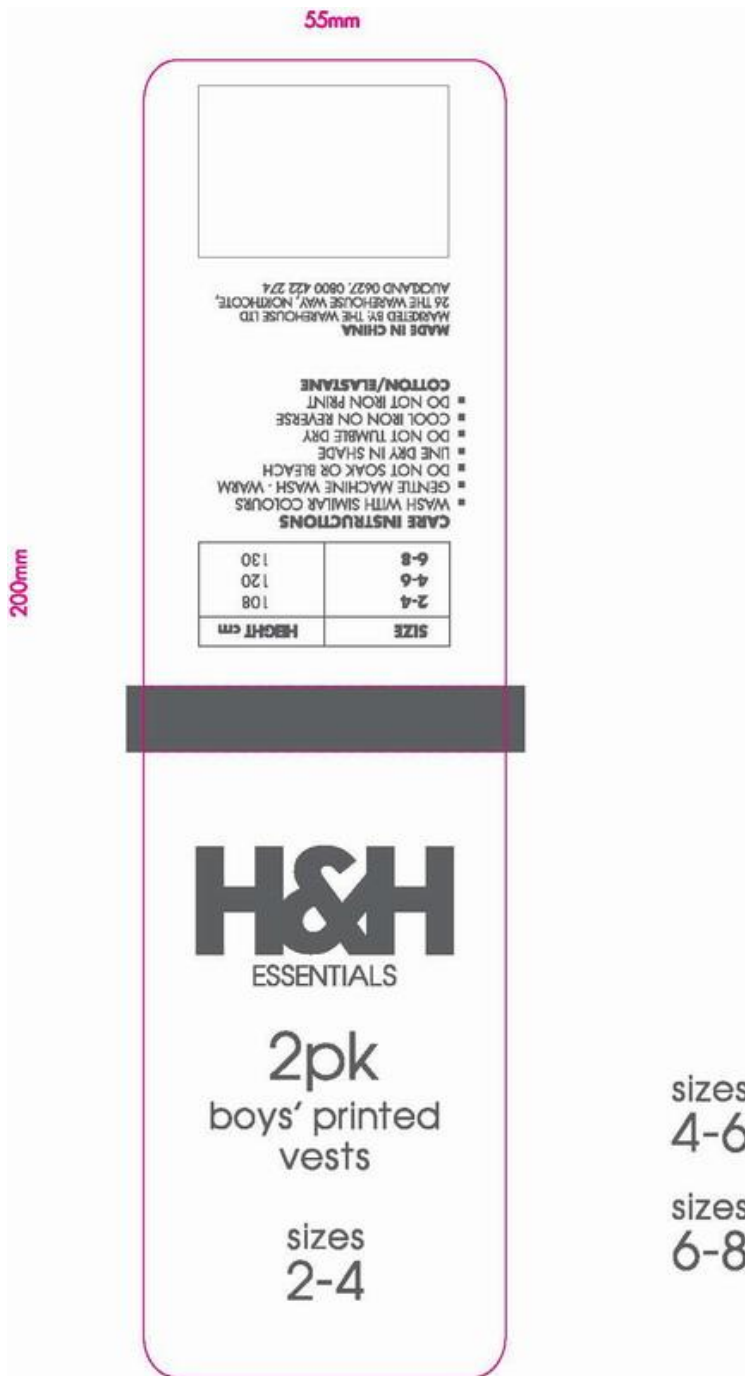 55mm
200mm
SIZE HEIGHT cm
2-4 108
4-6 120
6-8 130
CARE INSTRUCTIONS
▪ WASH WITH SIMILAR COLOURS
▪ GENTLE MACHINE WASH - WARM
▪ DO NOT SOAK OR BLEACH
▪ LINE DRY IN SHADE
▪ DO NOT TUMBLE DRY
▪ COOL IRON ON REVERSE
▪ DO NOT IRON PRINT
COTTON/ELASTANE
MADE IN CHINA
MARKETED BY: THE WAREHOUSE LTD
26 THE WAREHOUSE WAY, NORTHCOTE,
AUCKLAND 0627. 0800 422 274
H&H
ESSENTIALS
2pk
boys' printed
vests
sizes
2-4
sizes
4-6
sizes
6-8